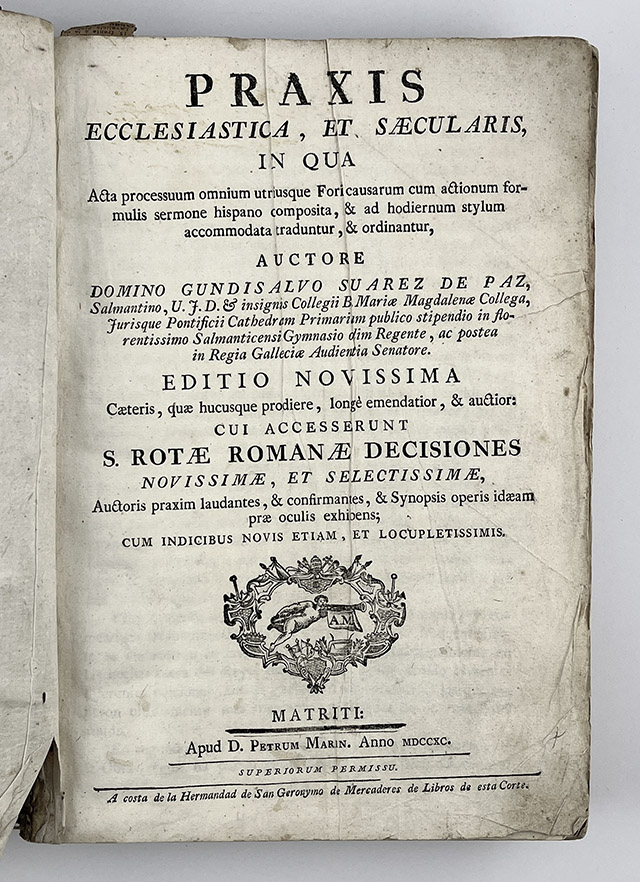 PRAXIS
ECCLESIASTICA, ET SÆCULARIS,
IN QUA
Acta processuum omnium utriusque Fori causarum cum actionum for-
mulis sermone hispano composita, & ad hodiernum stylum
accommodata traduntur, & ordinantur,
AUCTORE
DOMINO GUNDISALVO SUAREZ DE PAZ,
Salmantino, U. J. D. & insignis Collegii B. Mariæ Magdalenæ Collega,
Jurisque Pontificii Cathedram Primarium publico stipendio in flo-
rentissimo Salmanticensi Gymnasio olim Regente, ac postea
in Regia Galleciæ Audientia Senatore.
EDITIO NOVISSIMA
Cæteris, quæ hucusque prodiere, longè emendatior, & auctior:
CUI ACCESSERUNT
S. ROTÆ ROMANÆ DECISIONES
NOVISSIMÆ, ET SELECTISSIMÆ,
Auctoris praxim laudantes, & confirmantes, & Synopsis operis idæam
præ oculis exhibens;
CUM INDICIBUS NOVIS ETIAM, ET LOCUPLETISSIMIS.
A.M
MATRITI:
Apud D. PETRUM MARIN. Anno MDCCXC.
SUPERIORUM PERMISSU.
A costa de la Hermandad de San Geronymo de Mercaderes de Libros de esta Corte.